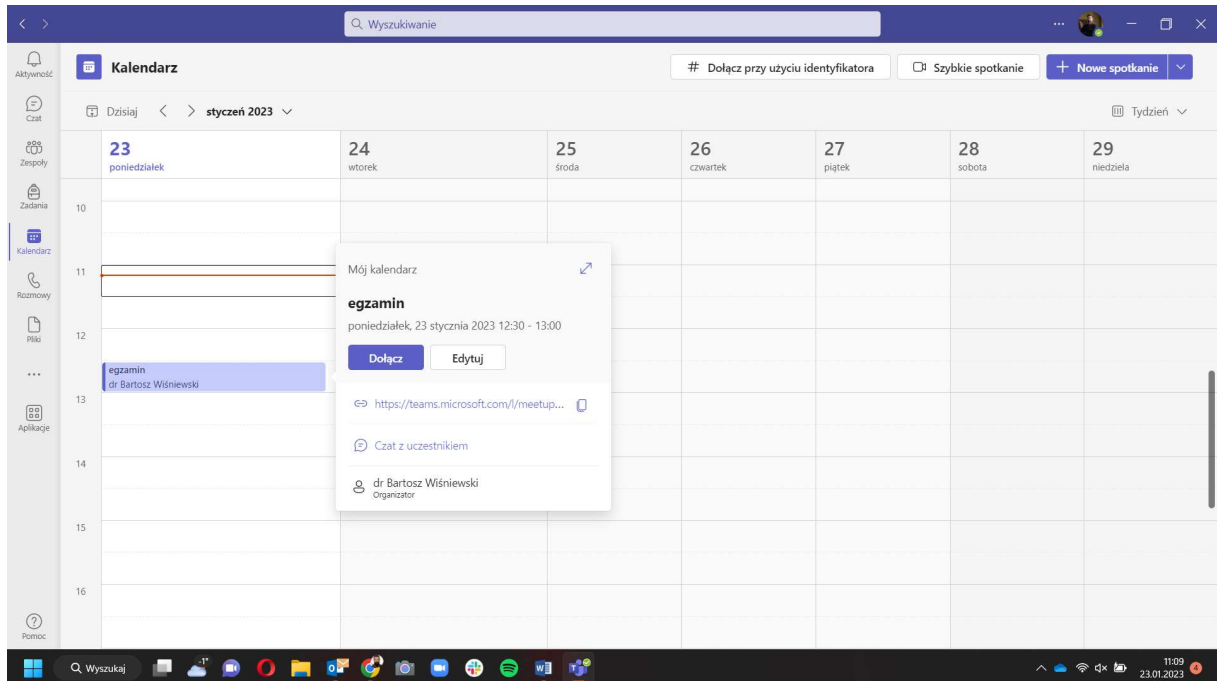 Wyszukiwanie
Aktywność
Czat
Zespoły
Zadania
Kalendarz
Rozmowy
Pliki
Aplikacje
Pomoc
Kalendarz
# Dołącz przy użyciu identyfikatora
Szybkie spotkanie
+ Nowe spotkanie
Dzisiaj
styczeń 2023
Tydzień
23
poniedziałek
24
wtorek
25
środa
26
czwartek
27
piątek
28
sobota
29
niedziela
10
11
12
13
14
15
16
egzamin
dr Bartosz Wiśniewski
Mój kalendarz
egzamin
poniedziałek, 23 stycznia 2023 12:30 - 13:00
Dołącz
Edytuj
https://teams.microsoft.com/l/meetup...
Czat z uczestnikiem
dr Bartosz Wiśniewski
Organizator
Wyszukaj
-1°
11:09
23.01.2023
4